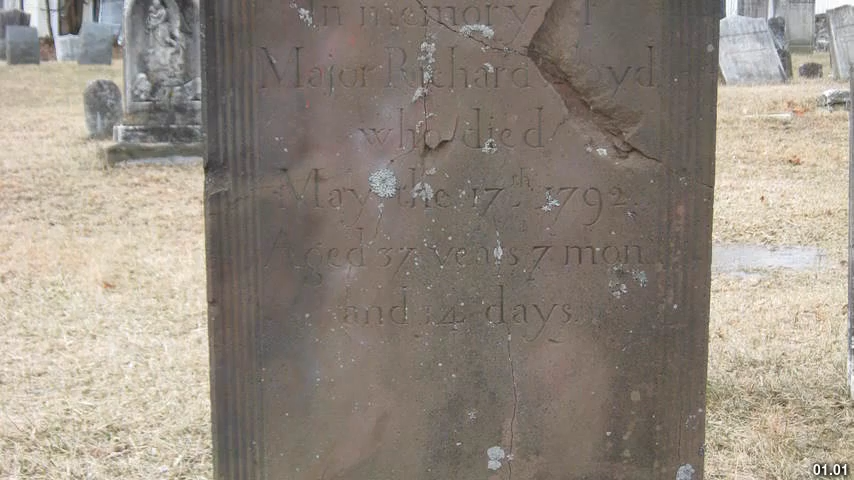 In memory of
Major Richard Lloyd
who died
May the 17th 1792.
Aged 37 years 7 mon
and 14 days.
01.01